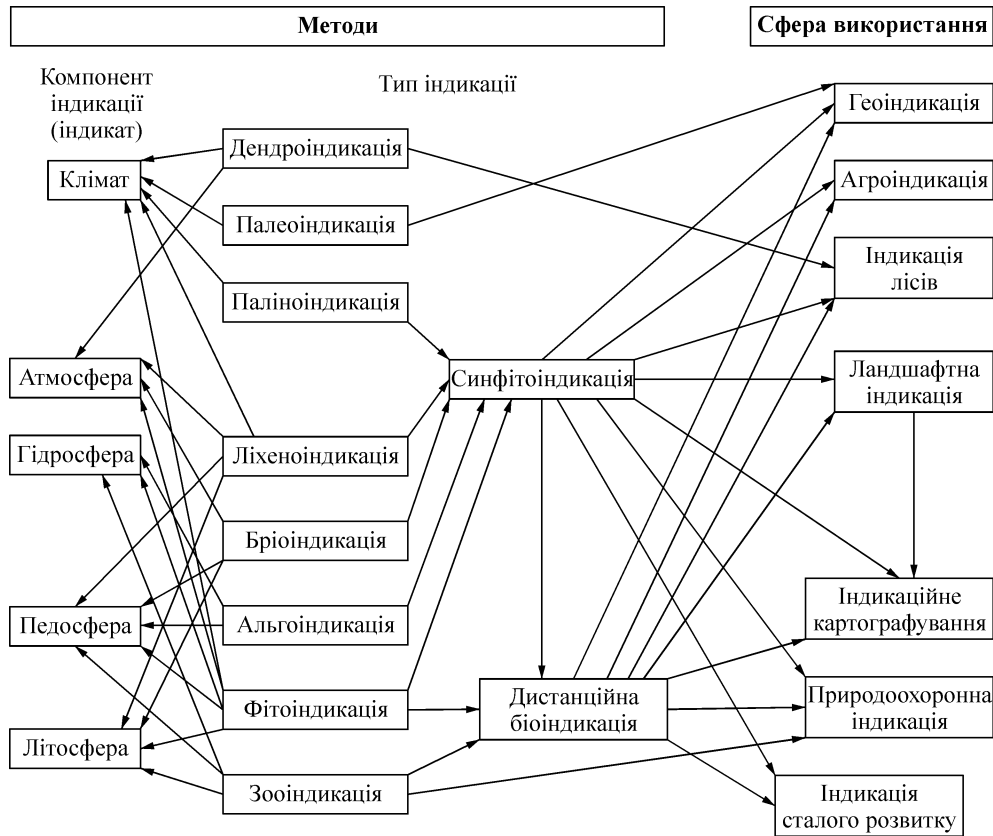 Методи
Сфера використання
Компонент
індикації
(індикат)
Тип індикації
Клімат
Атмосфера
Гідросфера
Педосфера
Літосфера
Дендроіндикація
Палеоіндикація
Паліноіндикація
Ліхеноіндикація
Бріоіндикація
Альгоіндикація
Фітоіндикація
Зооіндикація
Синфітоіндикація
Дистанційна
біоіндикація
Геоіндикація
Агроіндикація
Індикація
лісів
Ландшафтна
індикація
Індикаційне
картографування
Природоохоронна
індикація
Індикація
сталого розвитку